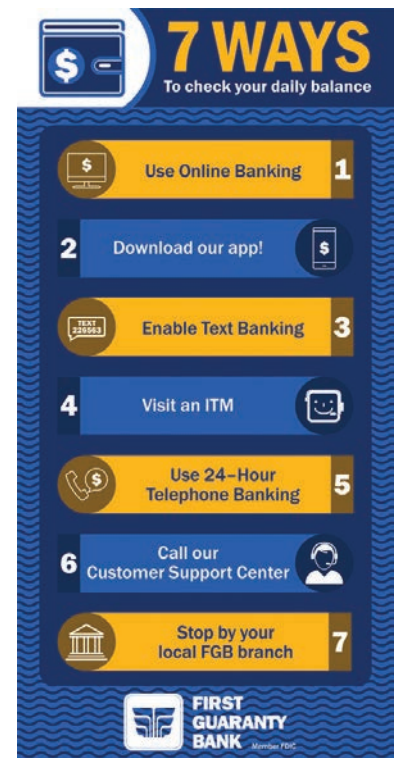 $
7 WAYS
To check your daily balance
$
Use Online Banking
1
2
Download our app!
$
TEXT
226563
Enable Text Banking
3
4
Visit an ITM
$
Use 24–Hour
Telephone Banking
5
6
Call our
Customer Support Center
Stop by your
local FGB branch
7
FIRST
GUARANTY
BANK Member FDIC